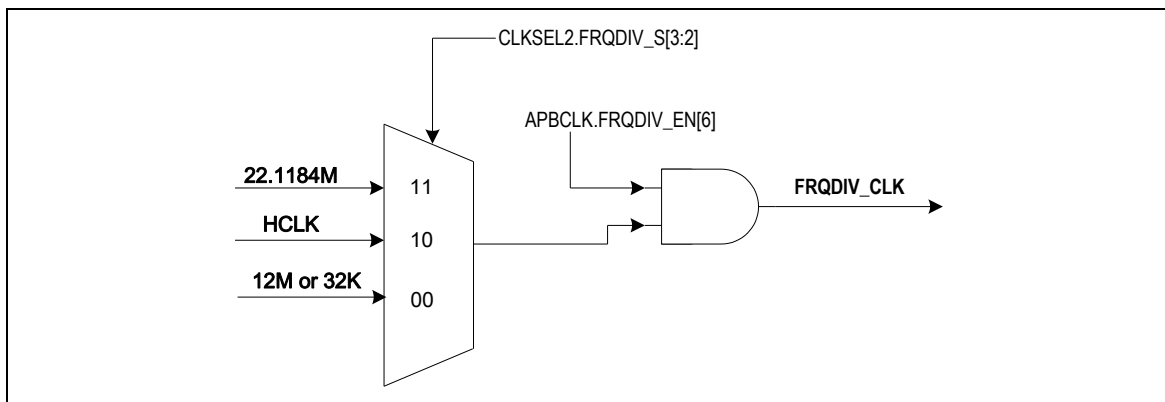 CLKSEL2.FRQDIV_S[3:2]
APBCLK.FRQDIV_EN[6]
22.1184M
11
FRQDIV_CLK
HCLK
10
12M or 32K
00